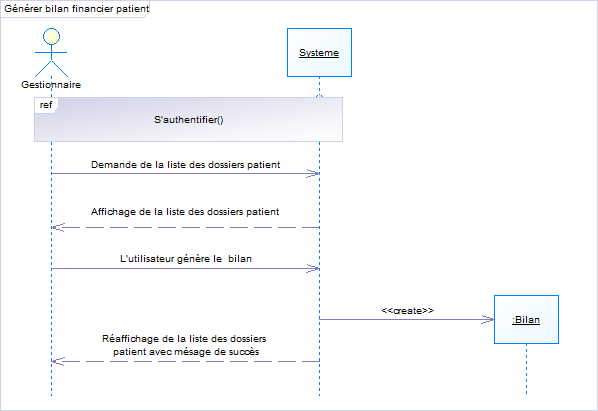 Générer bilan financier patient
Systeme
Gestionnaire
ref
S'authentifier()
Demande de la liste des dossiers patient
Affichage de la liste des dossiers patient
L'utilisateur génère le bilan
<<create>>
:Bilan
Réaffichage de la liste des dossiers
patient avec mésage de succès